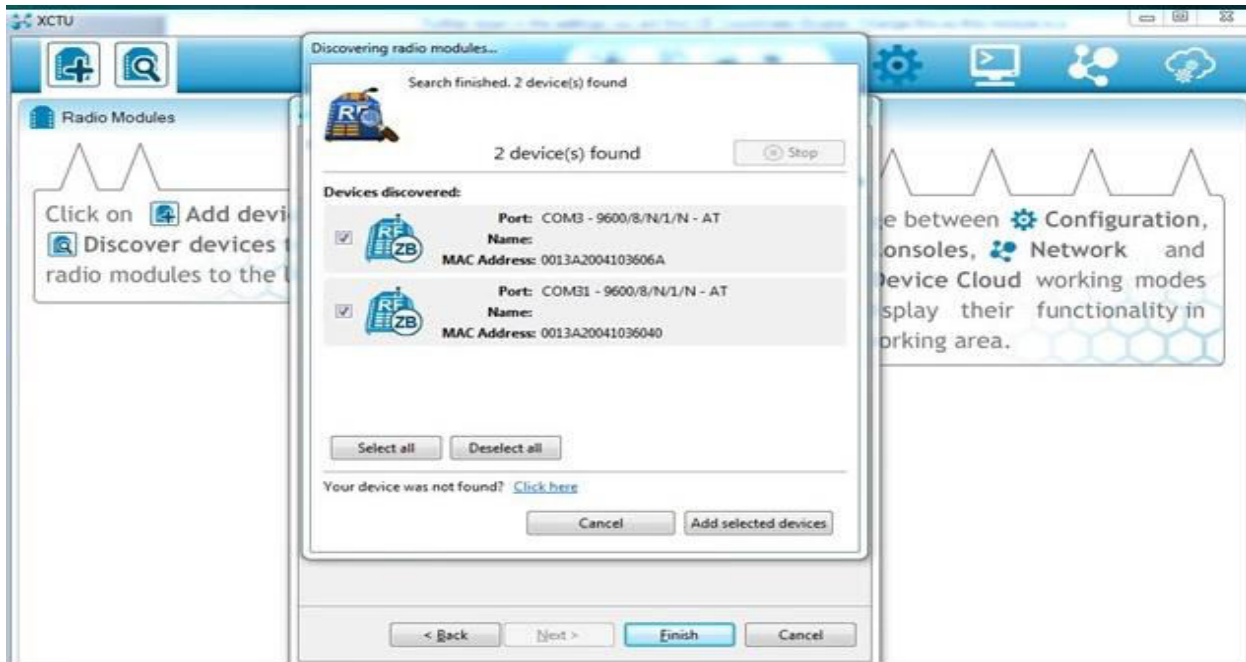 XCTU
Discovering radio modules...
Search finished. 2 device(s) found
2 device(s) found
Stop
Devices discovered:
Port: COM3 - 9600/8/N/1/N - AT
Name:
MAC Address: 0013A2004103606A
Port: COM31 - 9600/8/N/1/N - AT
Name:
MAC Address: 0013A20041036040
RF
ZB
RF
ZB
Select all
Deselect all
Your device was not found? Click here
Cancel
Add selected devices
< Back
Next >
Finish
Cancel
Radio Modules
Click on Add devi
Discover devices
radio modules to the
e between Configuration,
onsoles, Network and
Device Cloud working modes
splay their functionality in
orking area.